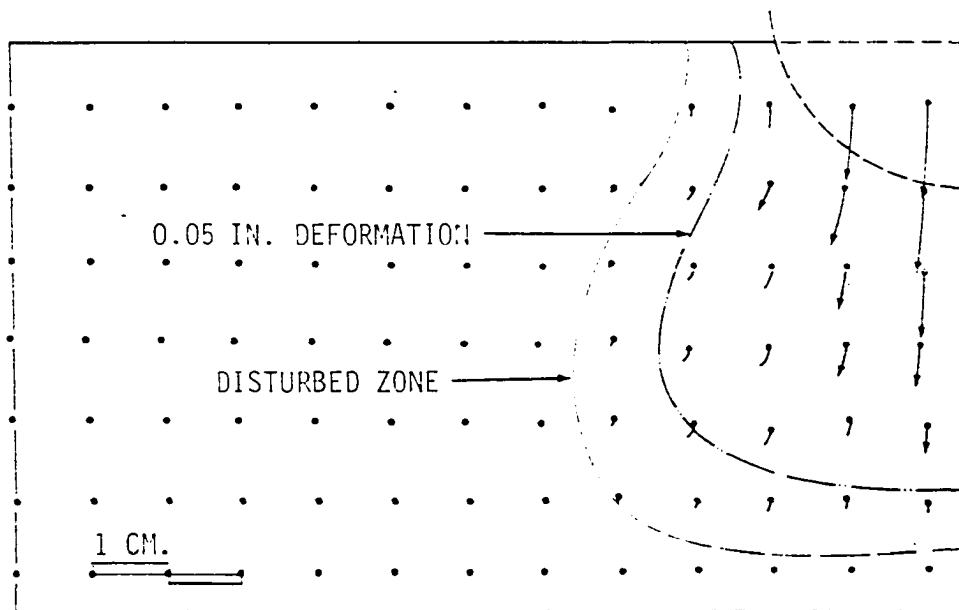 0.05 IN. DEFORMATION
DISTURBED ZONE
1 CM.